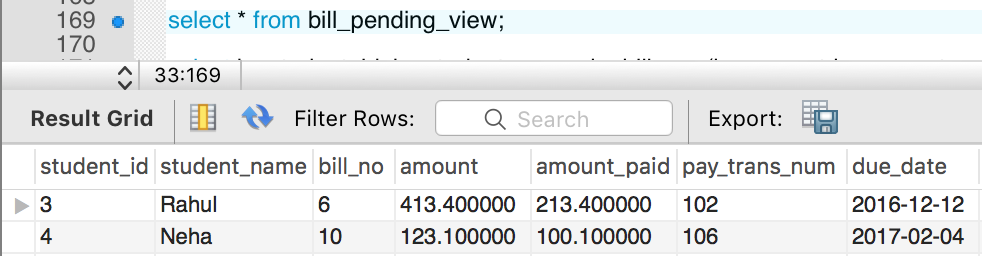 169 select * from bill_pending_view;
170
33:169
Result Grid Filter Rows: Search Export:
student_id student_name bill_no amount amount_paid pay_trans_num due_date
3 Rahul 6 413.400000 213.400000 102 2016-12-12
4 Neha 10 123.100000 100.100000 106 2017-02-04